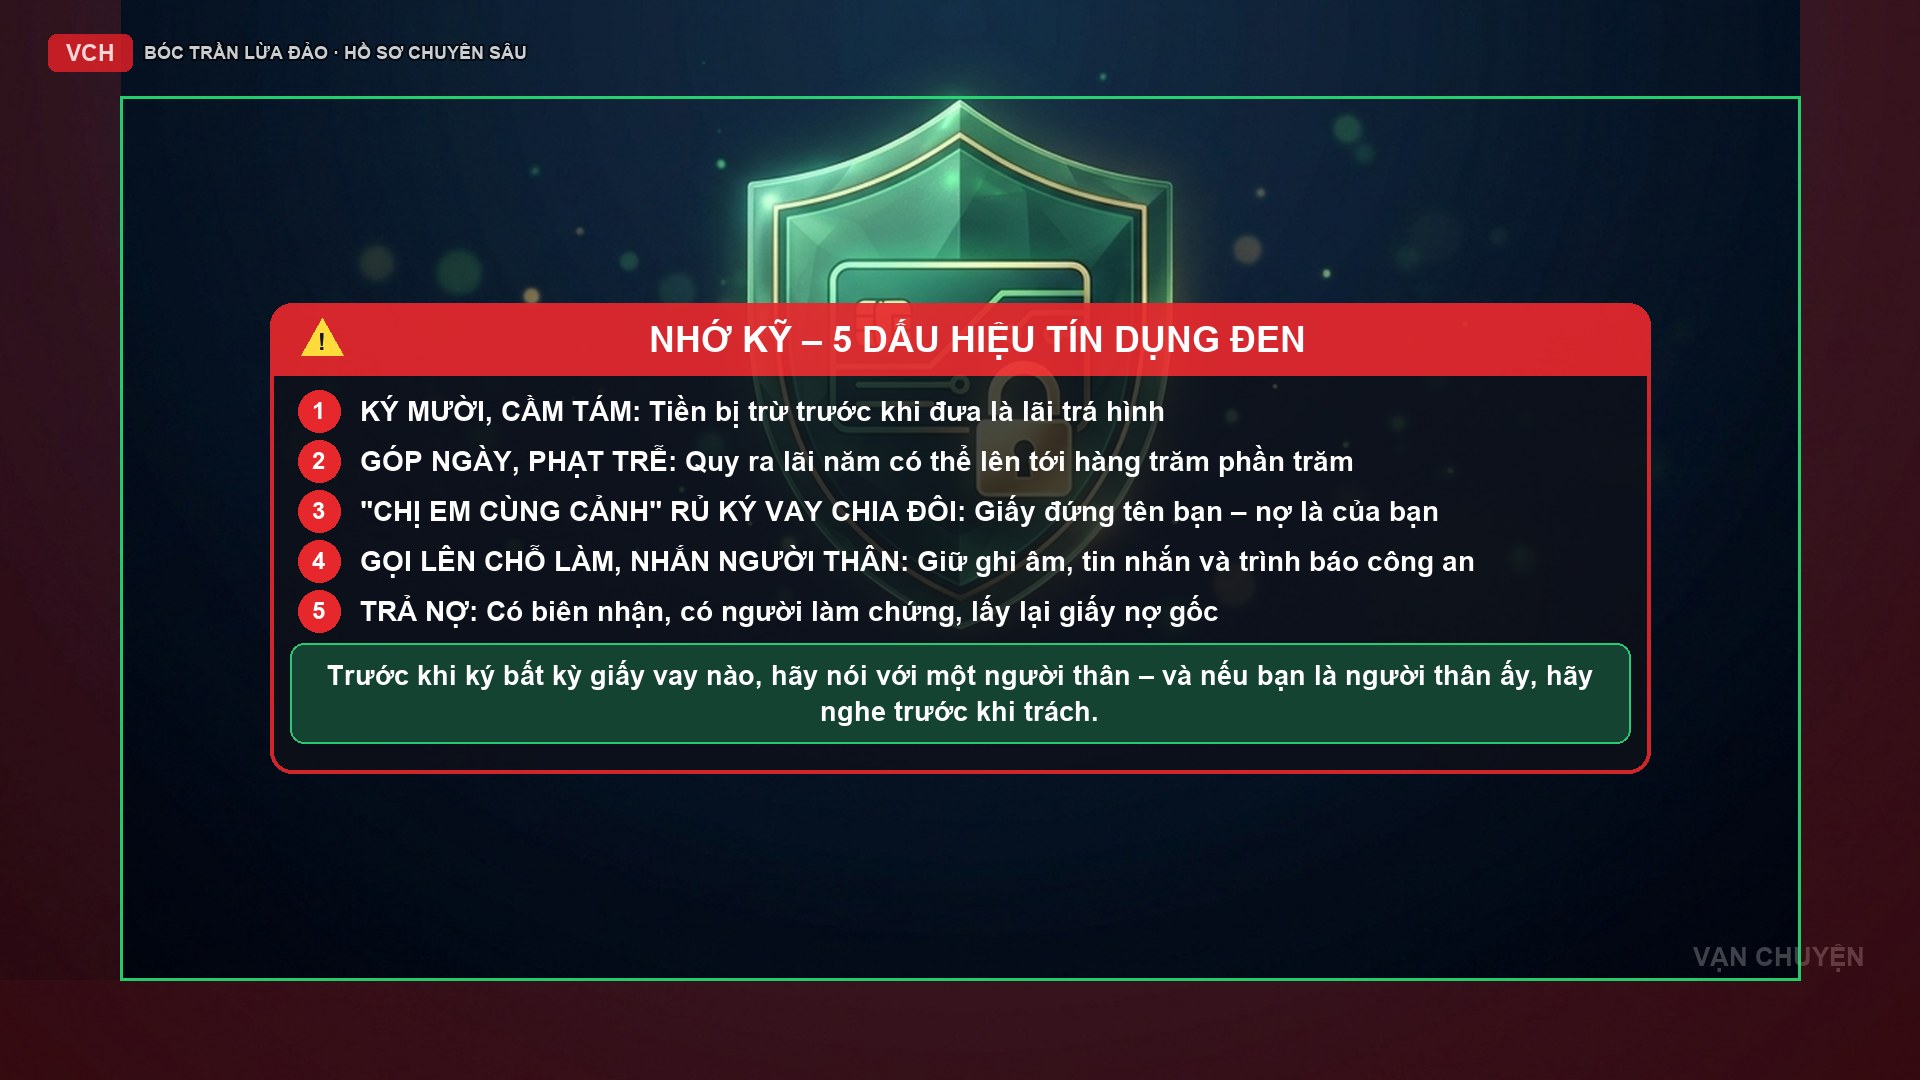 VCH BÓC TRẦN LỪA ĐẢO · HỒ SƠ CHUYÊN SÂU
NHỚ KỸ – 5 DẤU HIỆU TÍN DỤNG ĐEN
1 KÝ MƯỜI, CẦM TÁM: Tiền bị trừ trước khi đưa là lãi trá hình
2 GÓP NGÀY, PHẠT TRỄ: Quy ra lãi năm có thể lên tới hàng trăm phần trăm
3 "CHỊ EM CÙNG CẢNH" RỦ KÝ VAY CHIA ĐÔI: Giấy đứng tên bạn – nợ là của bạn
4 GỌI LÊN CHỖ LÀM, NHẮN NGƯỜI THÂN: Giữ ghi âm, tin nhắn và trình báo công an
5 TRẢ NỢ: Có biên nhận, có người làm chứng, lấy lại giấy nợ gốc
Trước khi ký bất kỳ giấy vay nào, hãy nói với một người thân – và nếu bạn là người thân ấy, hãy
nghe trước khi trách.
VẠN CHUYỆN